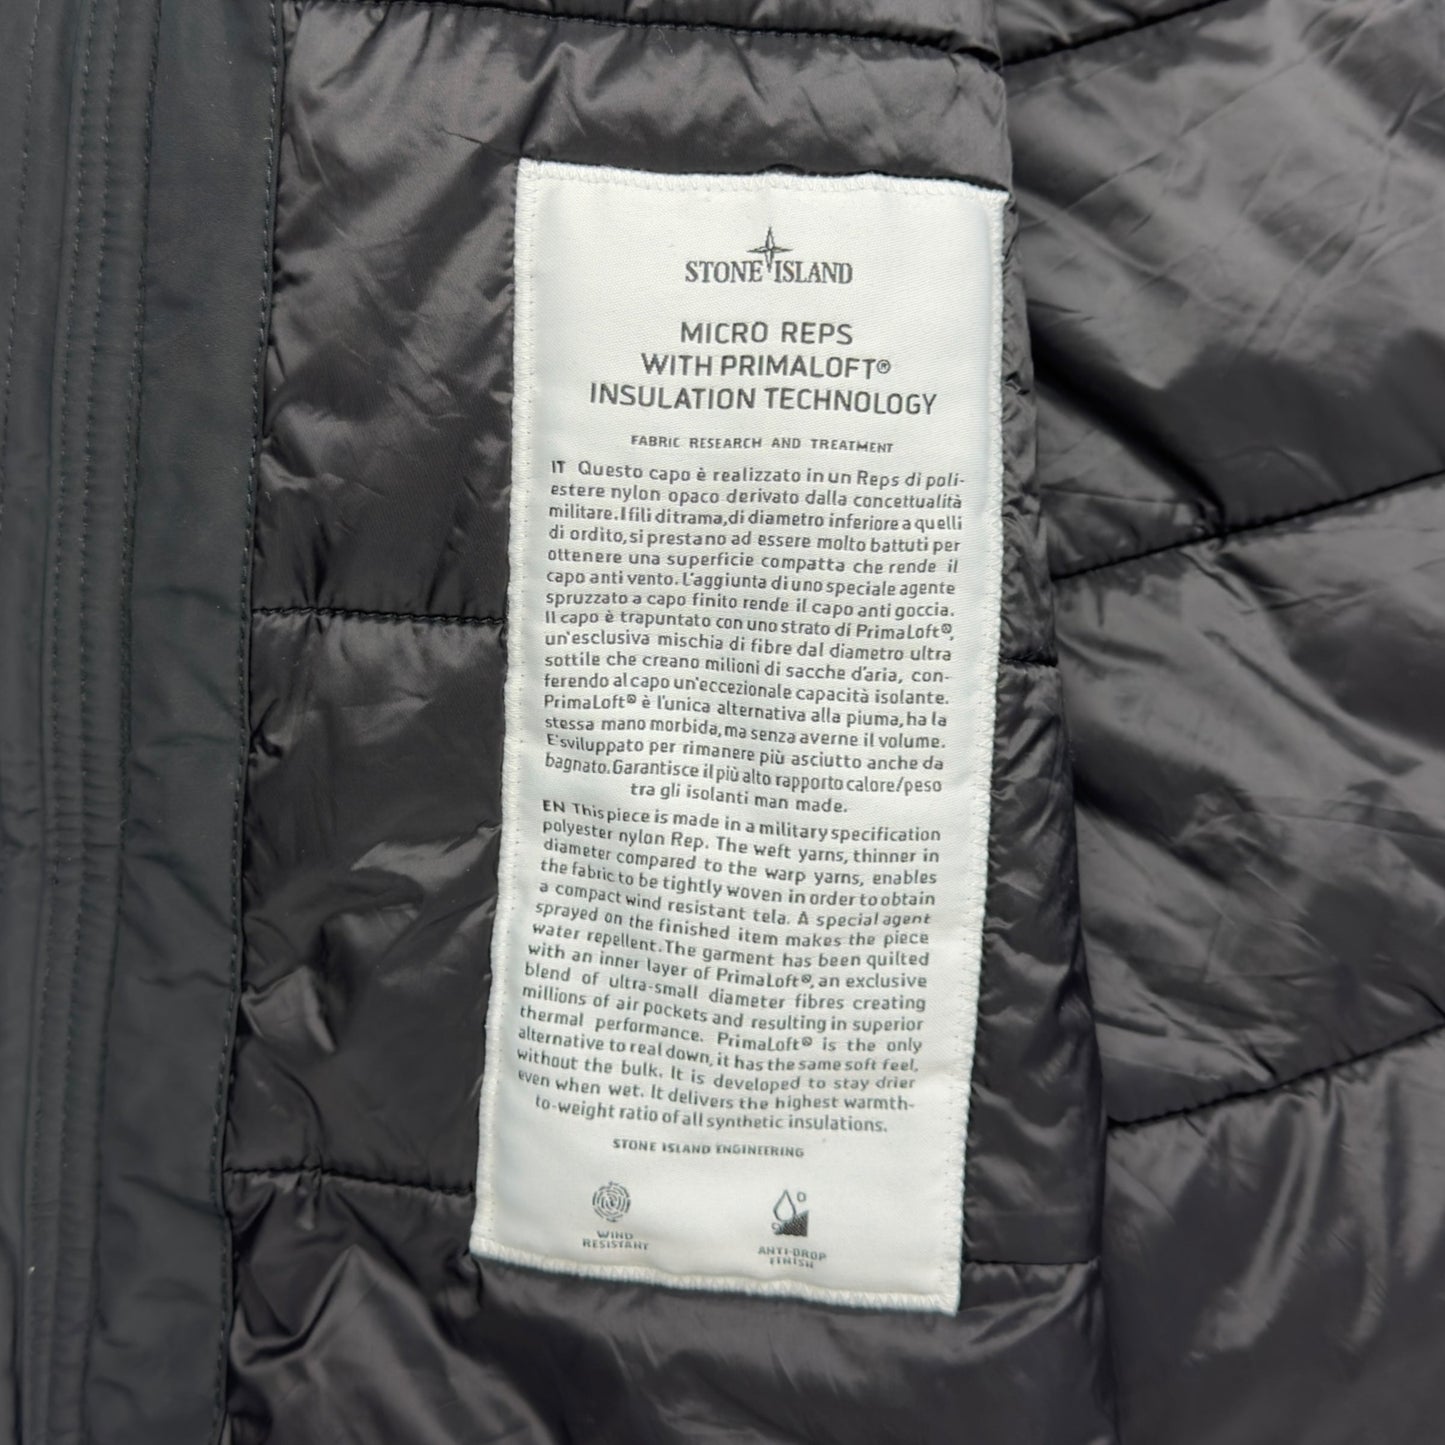 STONE ISLAND
MICRO REPS
WITH PRIMALOFT®
INSULATION TECHNOLOGY
FABRIC RESEARCH AND TREATMENT
IT Questo capo è realizzato in un Reps di poli-
estere nylon opaco derivato dalla concettualità
militare. I fili di trama, di diametro inferiore a quelli
di ordito, si prestano ad essere molto battuti per
ottenere una superficie compatta che rende il
capo anti vento. L'aggiunta di uno speciale agente
spruzzato a capo finito rende il capo anti goccia.
Il capo è trapuntato con uno strato di PrimaLoft®,
un'esclusiva mischia di fibre dal diametro ultra
sottile che creano milioni di sacche d'aria, con-
ferendo al capo un'eccezionale capacità isolante.
PrimaLoft® è l'unica alternativa alla piuma, ha la
stessa mano morbida, ma senza averne il volume.
E'sviluppato per rimanere più asciutto anche da
bagnato. Garantisce il più alto rapporto calore/peso
tra gli isolanti man made.
EN This piece is made in a military specification
polyester nylon Rep. The weft yarns, thinner in
diameter compared to the warp yarns, enables
the fabric to be tightly woven in order to obtain
a compact wind resistant tela. A special agent
sprayed on the finished item makes the piece
water repellent. The garment has been quilted
with an inner layer of PrimaLoft®, an exclusive
blend of ultra-small diameter fibres creating
millions of air pockets and resulting in superior
thermal performance. PrimaLoft® is the only
alternative to real down, it has the same soft feel,
without the bulk. It is developed to stay drier
even when wet. It delivers the highest warmth-
to-weight ratio of all synthetic insulations.
STONE ISLAND ENGINEERING
WIND
RESISTANT
ANTI-DROP
FINISH